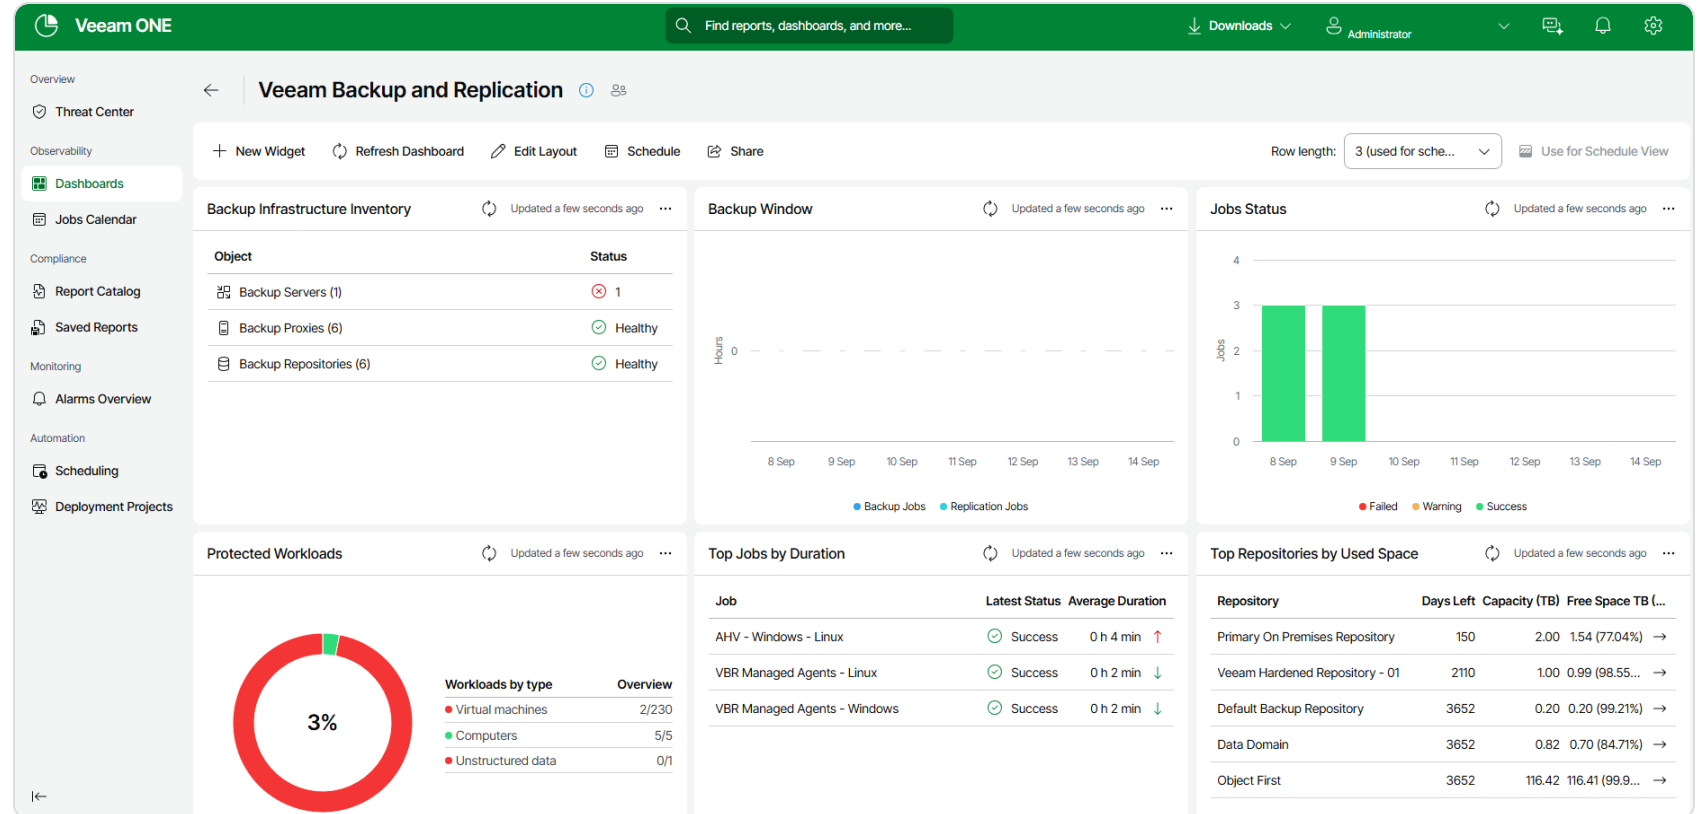 Veeam ONE
Find reports, dashboards, and more...
Downloads
Administrator
Overview
Threat Center
Observability
Dashboards
Jobs Calendar
Compliance
Report Catalog
Saved Reports
Monitoring
Alarms Overview
Automation
Scheduling
Deployment Projects
Veeam Backup and Replication
New Widget Refresh Dashboard Edit Layout Schedule Share
Row length: 3 (used for sche... Use for Schedule View
Backup Infrastructure Inventory Updated a few seconds ago
Object Status
Backup Servers (1) 1
Backup Proxies (6) Healthy
Backup Repositories (6) Healthy
Backup Window Updated a few seconds ago
Hours
0
8 Sep 9 Sep 10 Sep 11 Sep 12 Sep 13 Sep 14 Sep
Backup Jobs Replication Jobs
Jobs Status Updated a few seconds ago
Jobs
4
3
2
1
0
8 Sep 9 Sep 10 Sep 11 Sep 12 Sep 13 Sep 14 Sep
Failed Warning Success
Protected Workloads Updated a few seconds ago
3%
Workloads by type Overview
Virtual machines 2/230
Computers 5/5
Unstructured data 0/1
Top Jobs by Duration Updated a few seconds ago
Job Latest Status Average Duration
AHV - Windows - Linux Success 0 h 4 min
VBR Managed Agents - Linux Success 0 h 2 min
VBR Managed Agents - Windows Success 0 h 2 min
Top Repositories by Used Space Updated a few seconds ago
Repository Days Left Capacity (TB) Free Space TB (...
Primary On Premises Repository 150 2.00 1.54 (77.04%)
Veeam Hardened Repository - 01 2110 1.00 0.99 (98.55...
Default Backup Repository 3652 0.20 0.20 (99.21%)
Data Domain 3652 0.82 0.70 (84.71%)
Object First 3652 116.42 116.41 (99.9...